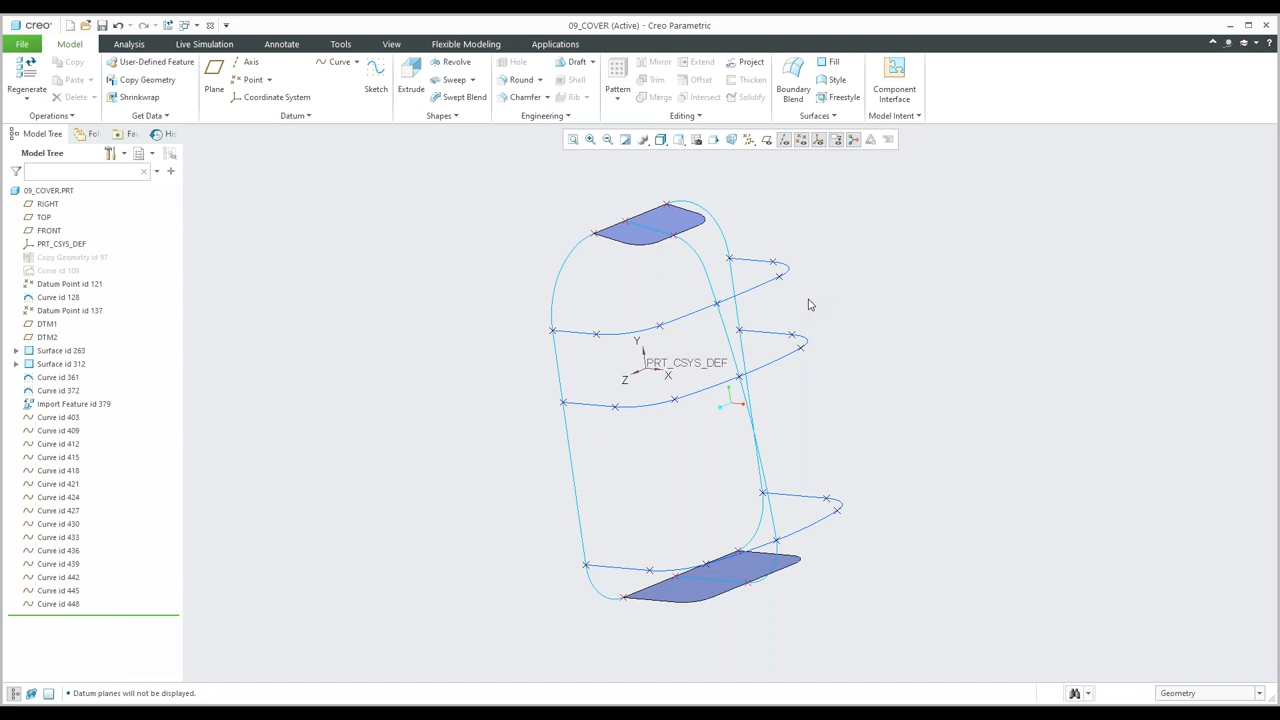 creo
09_COVER (Active) - Creo Parametric
File
Model
Analysis
Live Simulation
Annotate
Tools
View
Flexible Modeling
Applications
Regenerate
Copy
Paste
Delete
Operations
User-Defined Feature
Copy Geometry
Shrinkwrap
Get Data
Plane
Axis
Point
Coordinate System
Curve
Sketch
Datum
Extrude
Revolve
Sweep
Swept Blend
Shapes
Hole
Round
Chamfer
Draft
Shell
Rib
Engineering
Pattern
Mirror
Trim
Merge
Extend
Offset
Intersect
Project
Thicken
Solidify
Editing
Boundary
Blend
Fill
Style
Freestyle
Surfaces
Component
Interface
Model Intent
Model Tree
Fol
Fa
His
Model Tree
09_COVER.PRT
RIGHT
TOP
FRONT
PRT_CSYS_DEF
Copy Geometry id 97
Curve id 109
Datum Point id 121
Curve id 128
Datum Point id 137
DTM1
DTM2
Surface id 263
Surface id 312
Curve id 361
Curve id 372
Import Feature id 379
Curve id 403
Curve id 409
Curve id 412
Curve id 415
Curve id 418
Curve id 421
Curve id 424
Curve id 427
Curve id 430
Curve id 433
Curve id 436
Curve id 439
Curve id 442
Curve id 445
Curve id 448
Y
PRT_CSYS_DEF
X
Z
• Datum planes will not be displayed.
Geometry